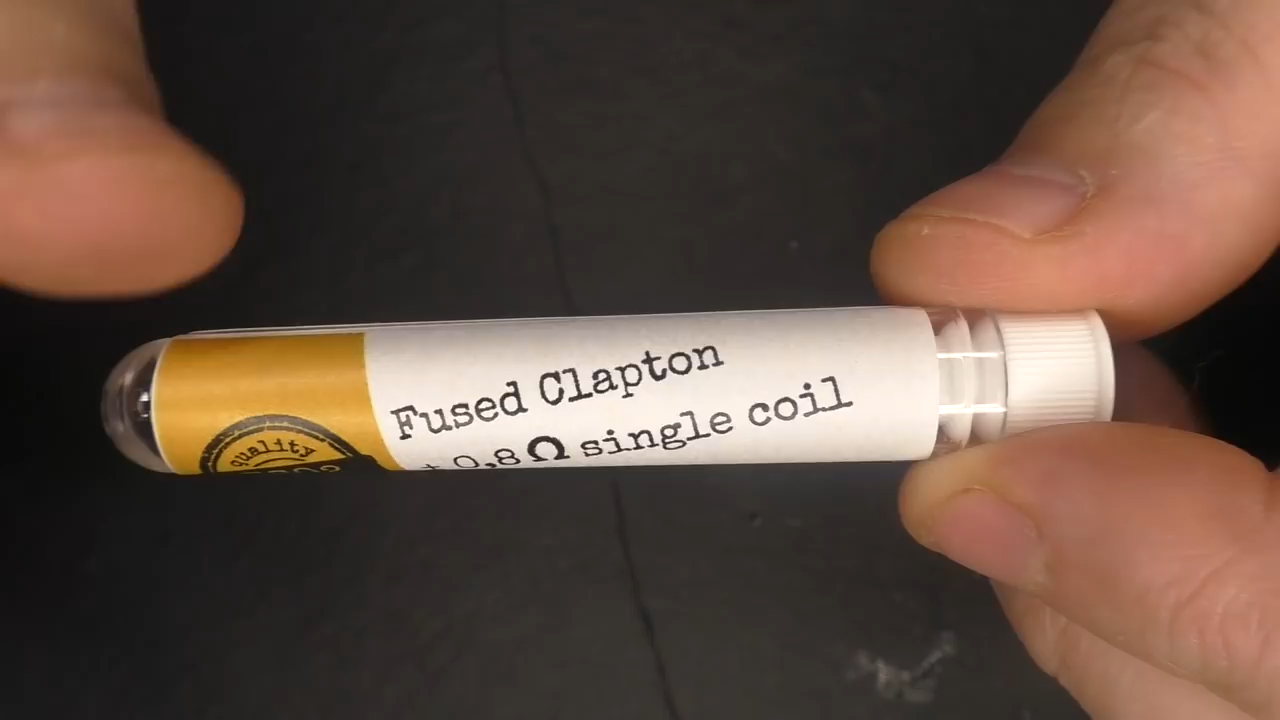 Fused Clapton
± 0,8 Ω single coil
quality